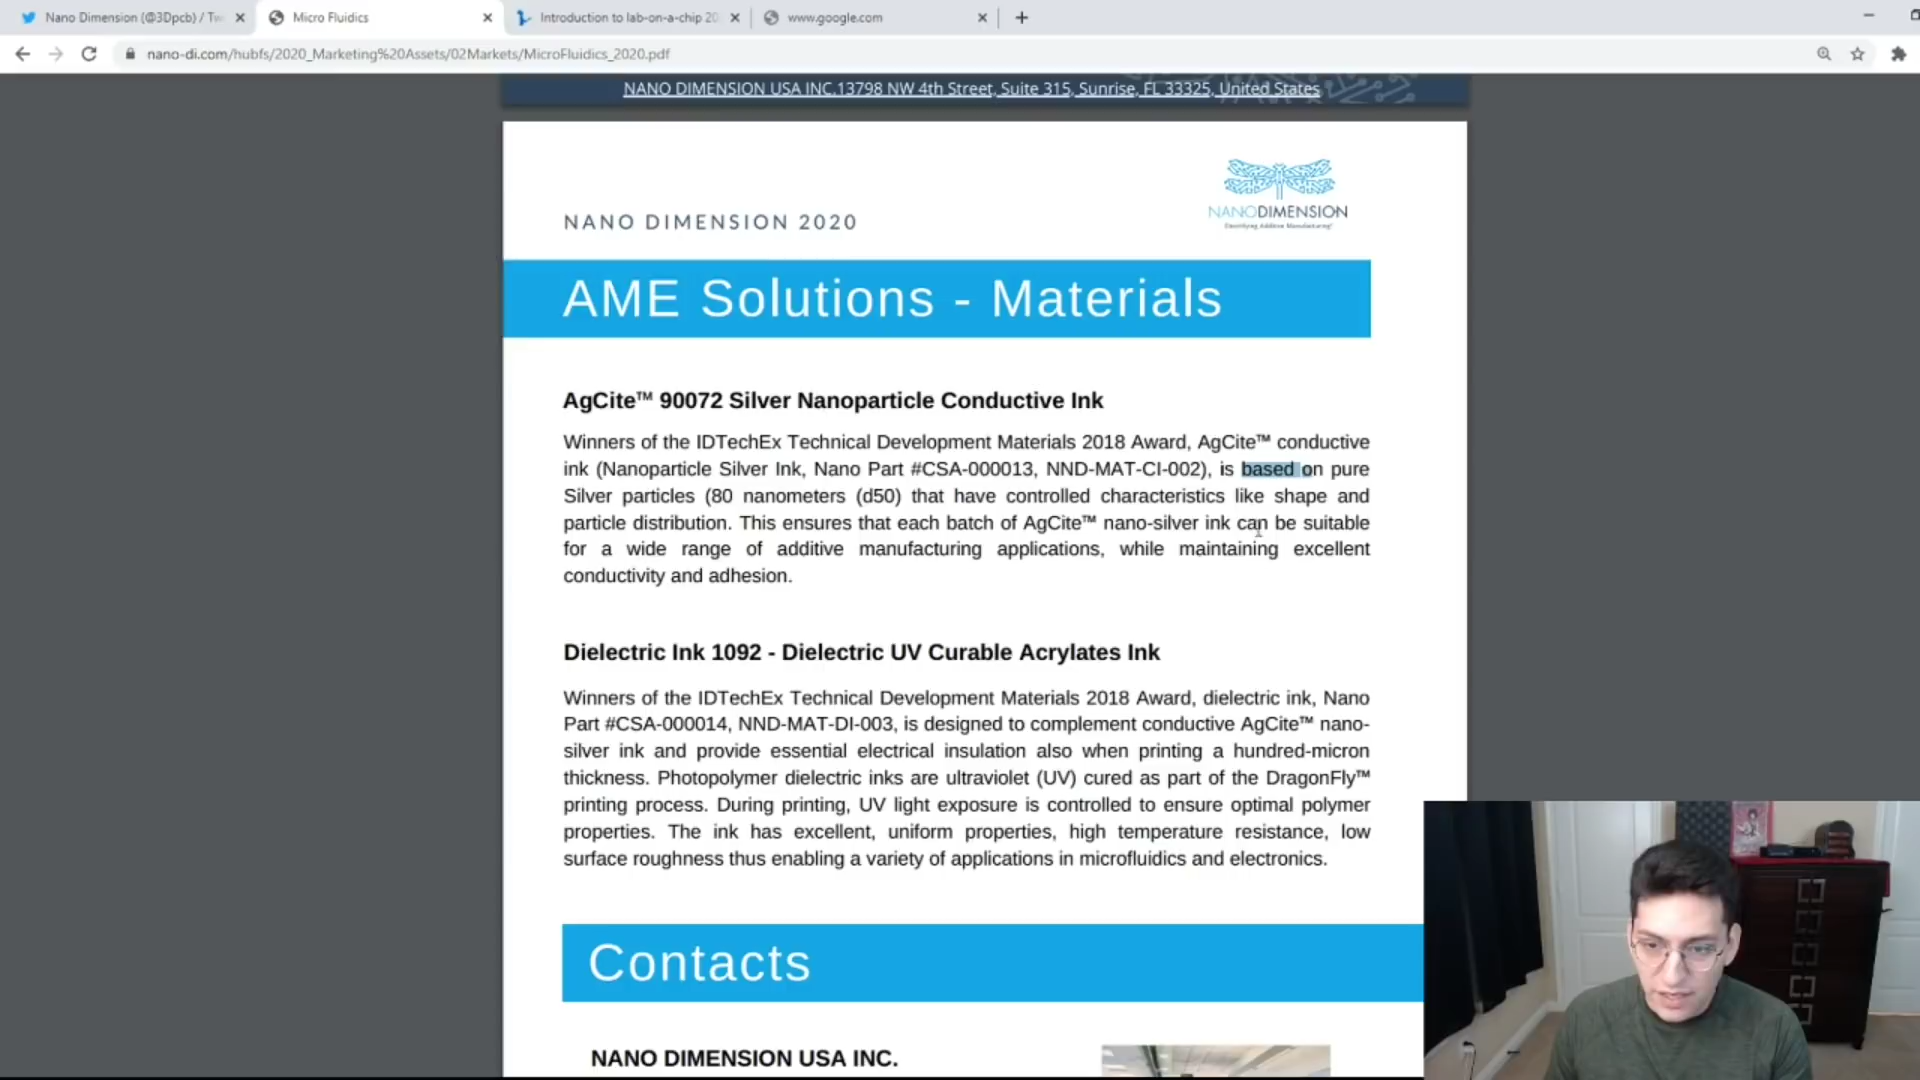 Nano Dimension (@3Dpcb) / Tw
Micro Fluidics
Introduction to lab-on-a-chip 20
www.google.com
nano-di.com/hubfs/2020_Marketing%20Assets/02Markets/MicroFluidics_2020.pdf
NANO DIMENSION USA INC.13798 NW 4th Street, Suite 315, Sunrise, FL 33325, United States
NANO DIMENSION 2020
NANODIMENSION
Electrifying Additive Manufacturing®
AME Solutions - Materials
AgCite™ 90072 Silver Nanoparticle Conductive Ink
Winners of the IDTechEx Technical Development Materials 2018 Award, AgCite™ conductive
ink (Nanoparticle Silver Ink, Nano Part #CSA-000013, NND-MAT-CI-002), is based on pure
Silver particles (80 nanometers (d50) that have controlled characteristics like shape and
particle distribution. This ensures that each batch of AgCite™ nano-silver ink can be suitable
for a wide range of additive manufacturing applications, while maintaining excellent
conductivity and adhesion.
Dielectric Ink 1092 - Dielectric UV Curable Acrylates Ink
Winners of the IDTechEx Technical Development Materials 2018 Award, dielectric ink, Nano
Part #CSA-000014, NND-MAT-DI-003, is designed to complement conductive AgCite™ nano-
silver ink and provide essential electrical insulation also when printing a hundred-micron
thickness. Photopolymer dielectric inks are ultraviolet (UV) cured as part of the DragonFly™
printing process. During printing, UV light exposure is controlled to ensure optimal polymer
properties. The ink has excellent, uniform properties, high temperature resistance, low
surface roughness thus enabling a variety of applications in microfluidics and electronics.
Contacts
NANO DIMENSION USA INC.